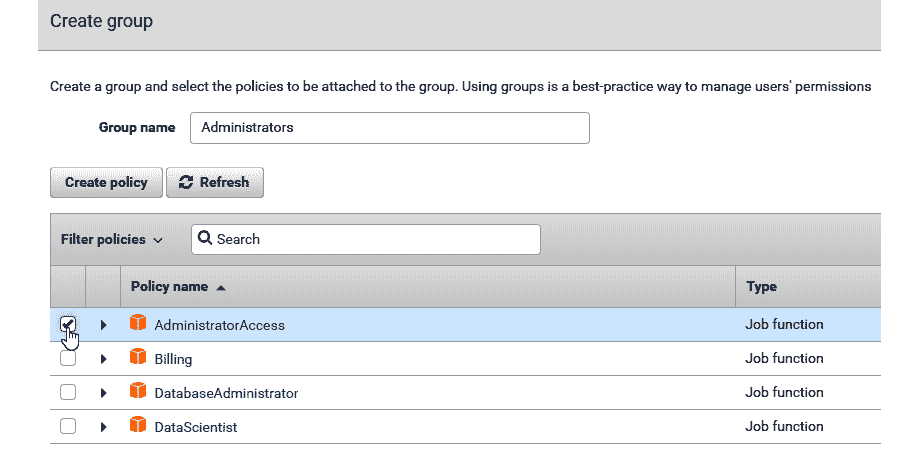 Create group
Create a group and select the policies to be attached to the group. Using groups is a best-practice way to manage users' permissions
Group name Administrators
Create policy Refresh
Filter policies Search
Policy name Type
AdministratorAccess Job function
Billing Job function
DatabaseAdministrator Job function
DataScientist Job function